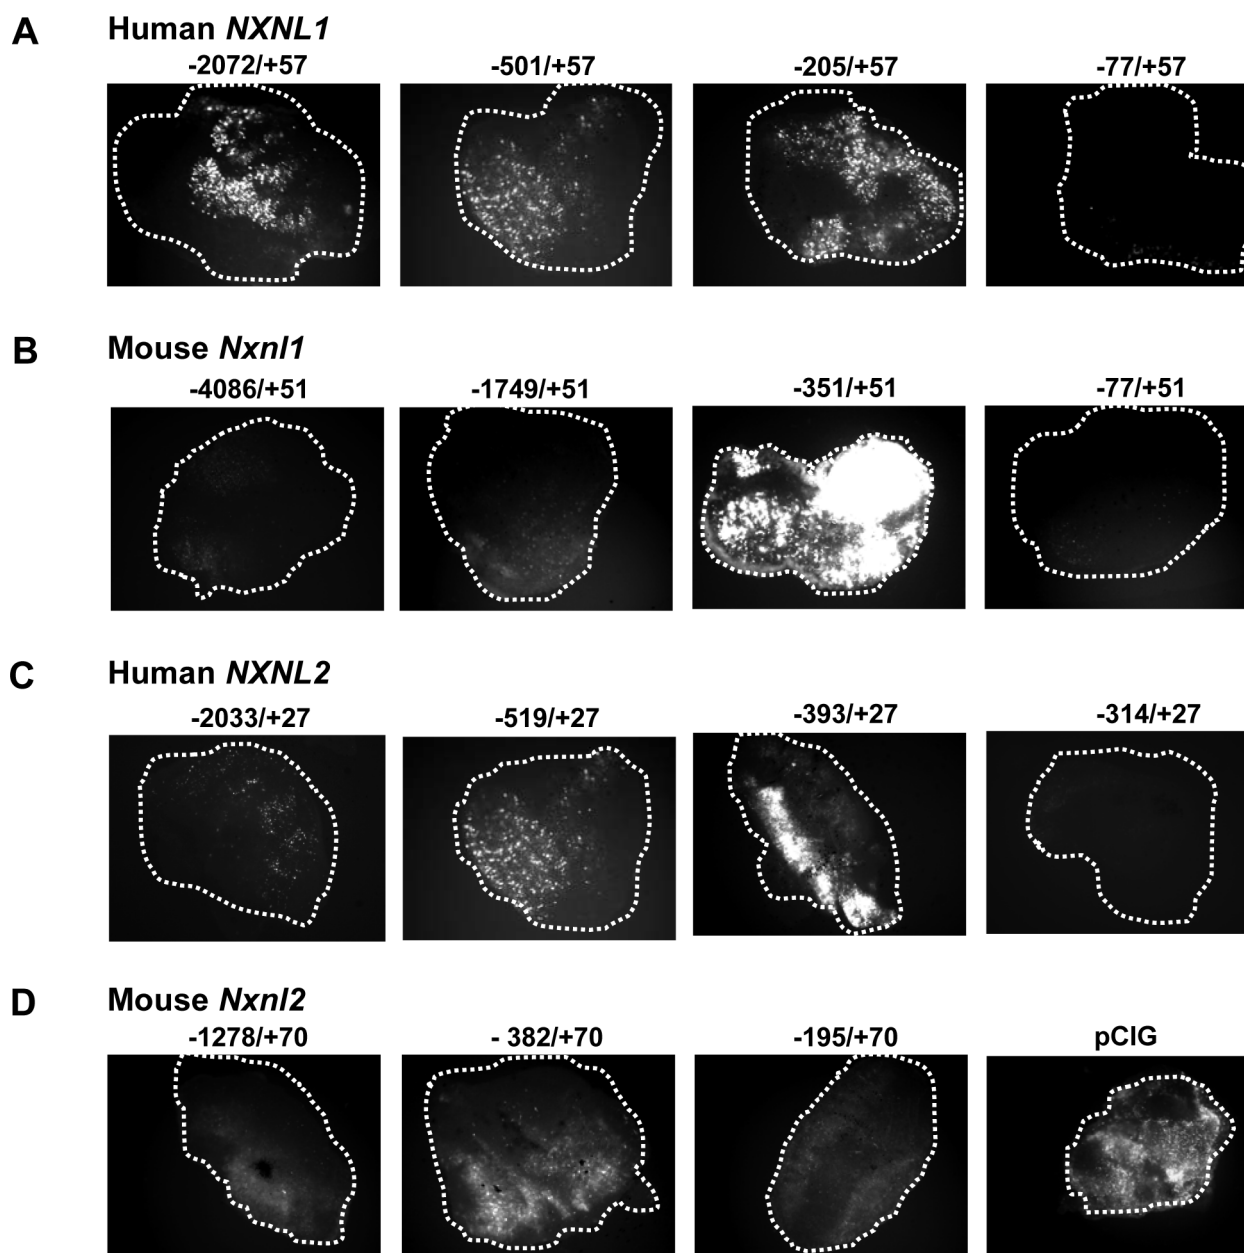 A Human NXNL1
-2072/+57 -501/+57 -205/+57 -77/+57
B Mouse Nxnl1
-4086/+51 -1749/+51 -351/+51 -77/+51
C Human NXNL2
-2033/+27 -519/+27 -393/+27 -314/+27
D Mouse Nxnl2
-1278/+70 - 382/+70 -195/+70 pCIG